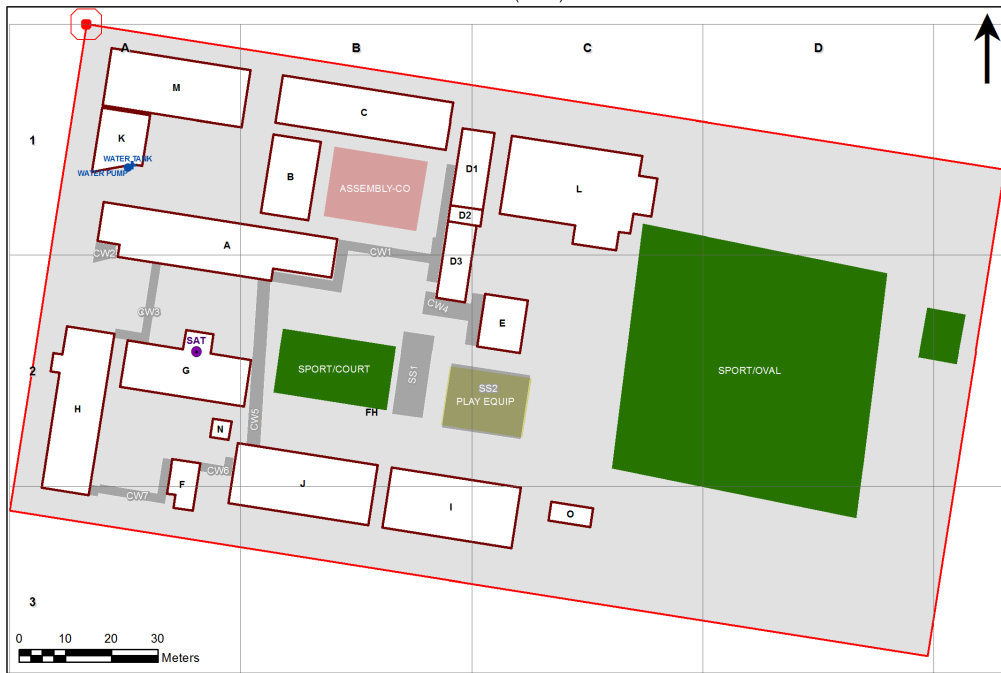 A B C D
M
C
1
K
WATER TANK
WATER PUMP
B
ASSEMBLY-CO
D1
L
D2
A
CW1
CW2
D3
CW3
CW4
E
SAT
2
G
SPORT/COURT
SS1
SPORT/OVAL
SS2
PLAY EQUIP
H
FH
CW5
N
CW6
F
J
CW7
I
O
3
0 10 20 30
Meters